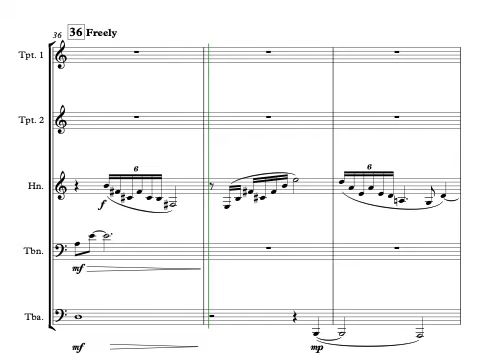 36
36 Freely
Tpt. 1
Tpt. 2
6
6
Hn.
f
Tbn.
mf
Tba.
mf
mp